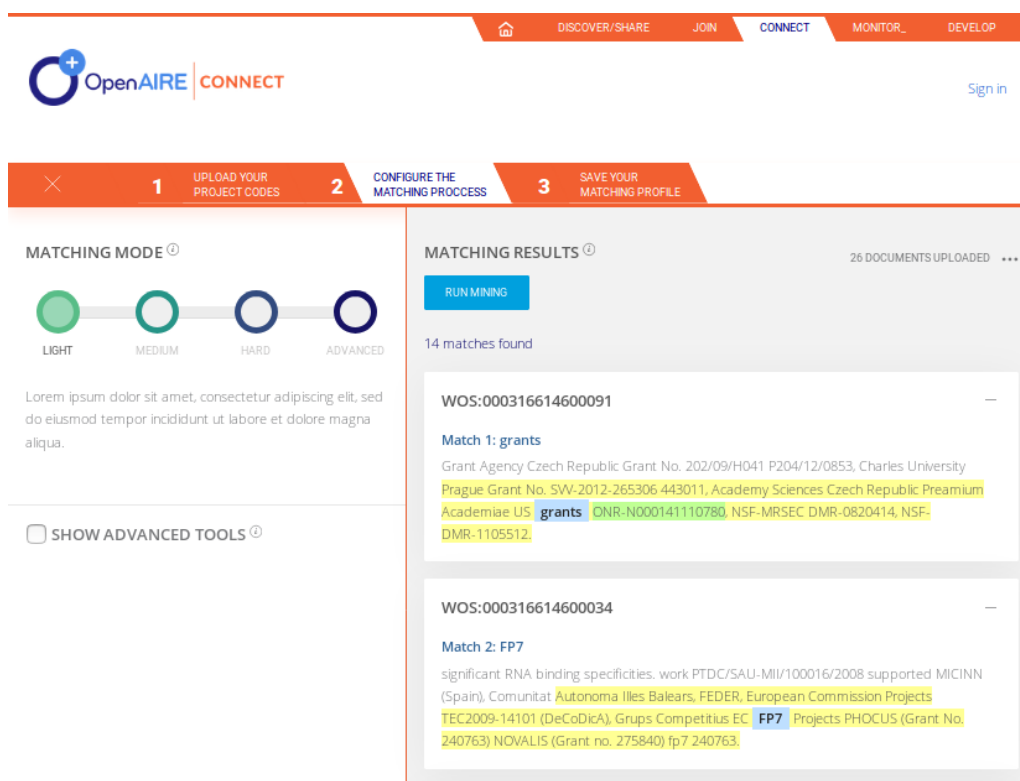 DISCOVER/SHARE JOIN CONNECT MONITOR_ DEVELOP
OpenAIRE CONNECT
Sign in
1 UPLOAD YOUR PROJECT CODES
2 CONFIGURE THE MATCHING PROCCESS
3 SAVE YOUR MATCHING PROFILE
MATCHING MODE
LIGHT MEDIUM HARD ADVANCED
Lorem ipsum dolor sit amet, consectetur adipiscing elit, sed
do eiusmod tempor incididunt ut labore et dolore magna
aliqua.
SHOW ADVANCED TOOLS
MATCHING RESULTS
26 DOCUMENTS UPLOADED
RUN MINING
14 matches found
WOS:000316614600091
Match 1: grants
Grant Agency Czech Republic Grant No. 202/09/H041 P204/12/0853, Charles University
Prague Grant No. SVV-2012-265306 443011, Academy Sciences Czech Republic Preamium
Academiae US grants ONR-N000141110780, NSF-MRSEC DMR-0820414, NSF-
DMR-1105512.
WOS:000316614600034
Match 2: FP7
significant RNA binding specificities. work PTDC/SAU-MII/100016/2008 supported MICINN
(Spain), Comunitat Autonoma Illes Balears, FEDER, European Commission Projects
TEC2009-14101 (DeCoDicA), Grups Competitius EC FP7 Projects PHOCUS (Grant No.
240763) NOVALIS (Grant no. 275840) fp7 240763.